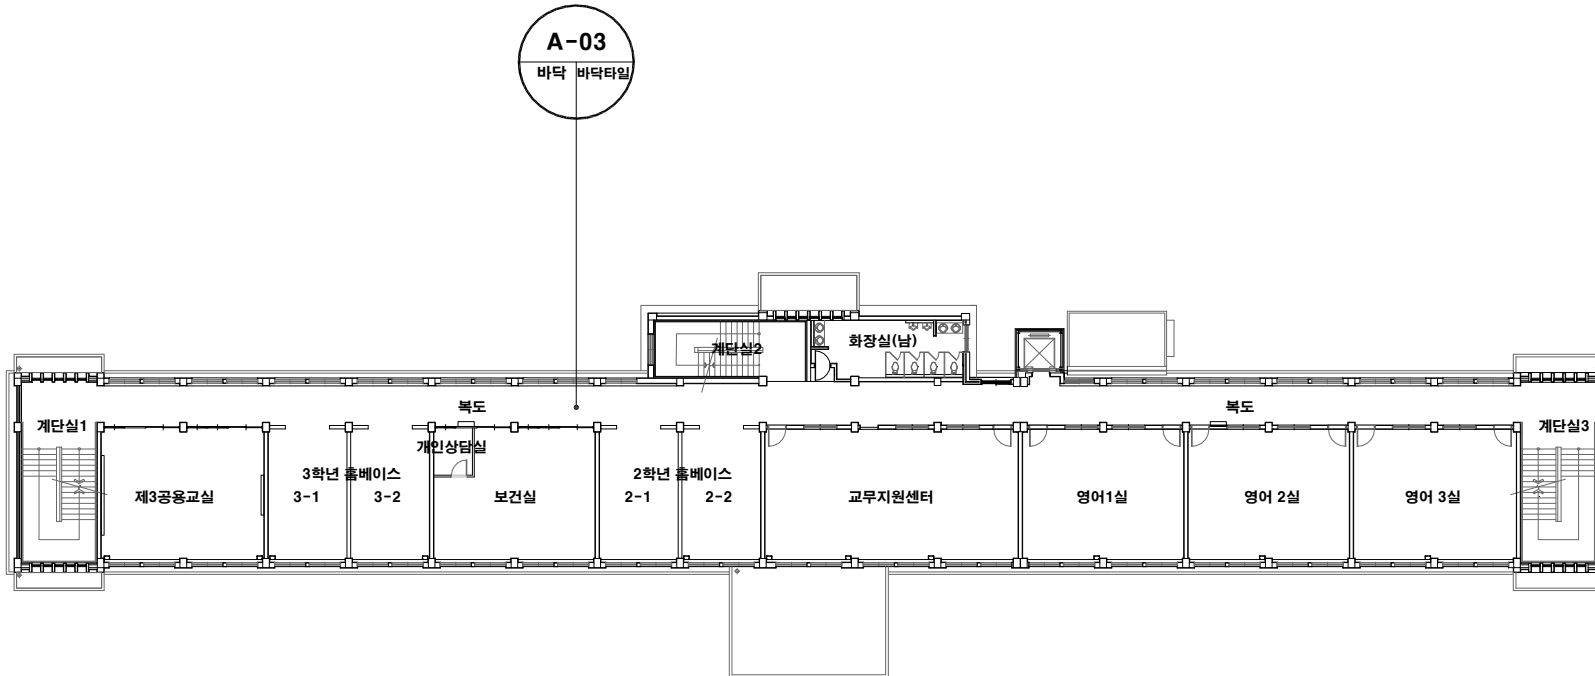 A-03
바닥 바닥타일
계단실2
화장실(남)
복도
복도
계단실1
계단실3
개인상담실
3학년 홈베이스
2학년 홈베이스
제3공용교실
3-1
3-2
보건실
2-1
2-2
교무지원센터
영어1실
영어 2실
영어 3실